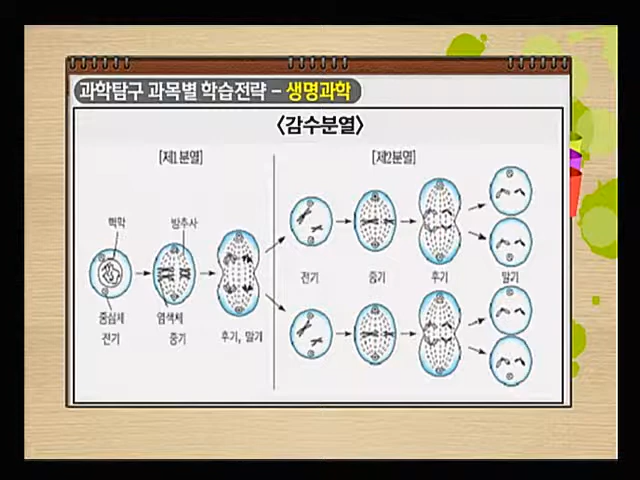 과학탐구 과목별 학습전략 - 생명과학
<감수분열>
[제1분열]
[제2분열]
핵막
방추사
중심체
염색체
전기
중기
후기, 말기
전기
중기
후기
말기